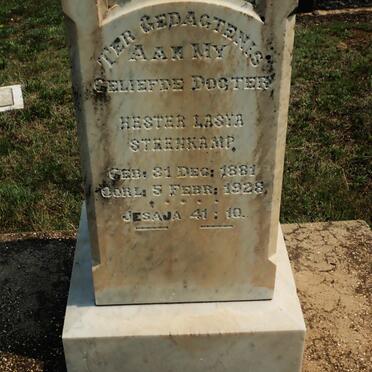 TER GEDACTENIS
AAN MY
GELIEFDE DOGTER
HESTER LASYA
STEENKAMP
GEB: 31 DEC: 1881
OORL: 5 FEBR: 1928
JESAJA 41:10.